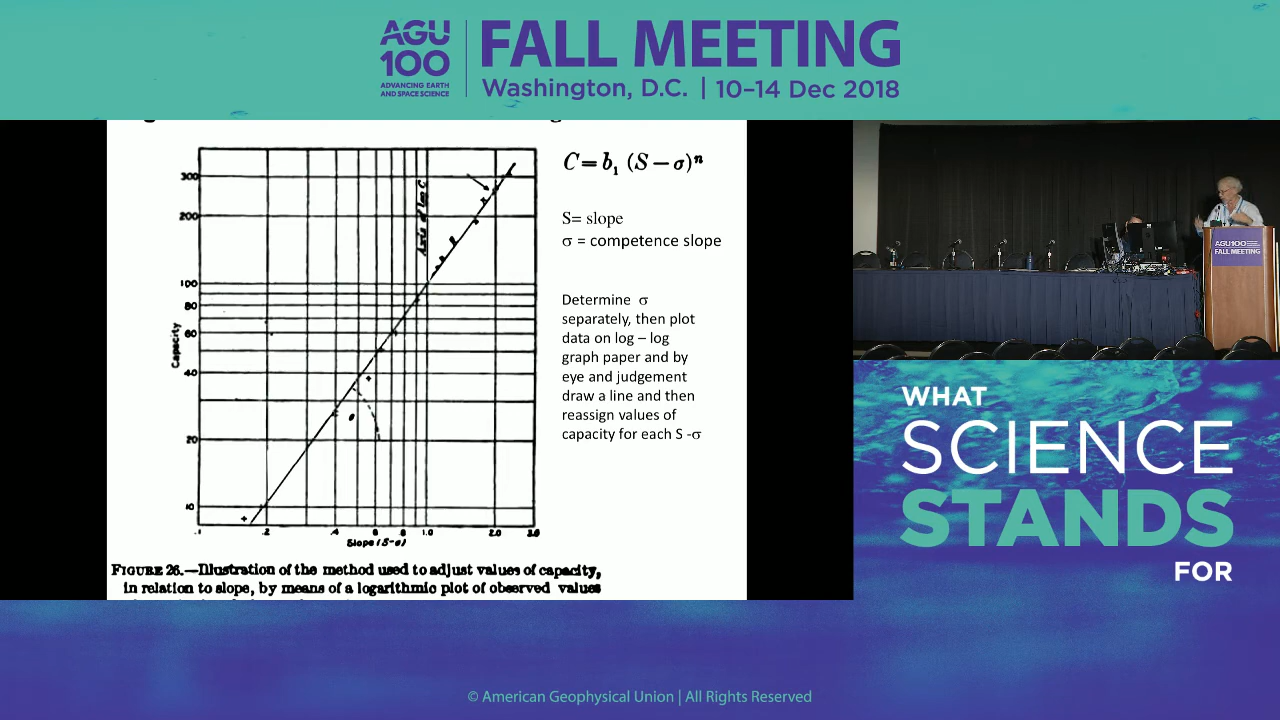 AGU
100
ADVANCING EARTH
AND SPACE SCIENCE
FALL MEETING
Washington, D.C. | 10–14 Dec 2018
C = b₁ (S – σ)ⁿ
S= slope
σ = competence slope
Determine σ
separately, then plot
data on log – log
graph paper and by
eye and judgement
draw a line and then
reassign values of
capacity for each S -σ
300
200
100
80
60
40
20
10
Capacity
Axis of log C
.1 .2 .4 .6 .8 1.0 2.0 3.0
Slope (S-σ)
FIGURE 26.—Illustration of the method used to adjust values of capacity,
in relation to slope, by means of a logarithmic plot of observed values
AGU100
FALL MEETING
WHAT
SCIENCE
STANDS
FOR
© American Geophysical Union | All Rights Reserved